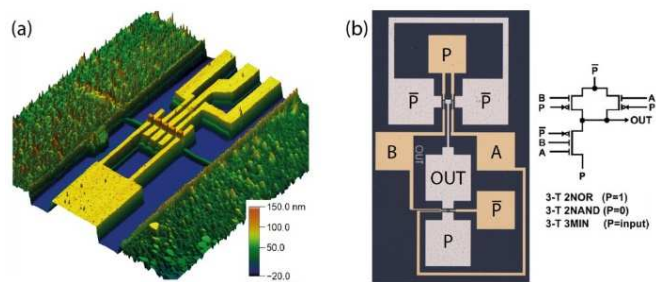 (a)
150.0 nm
100.0
50.0
-20.0
(b)
P
P̅
P̅
B
OUT
A
OUT
P̅
P
P̅
B
A
P
P
OUT
P̅
B
A
P
3-T 2NOR (P=1)
3-T 2NAND (P=0)
3-T 3MIN (P=input)